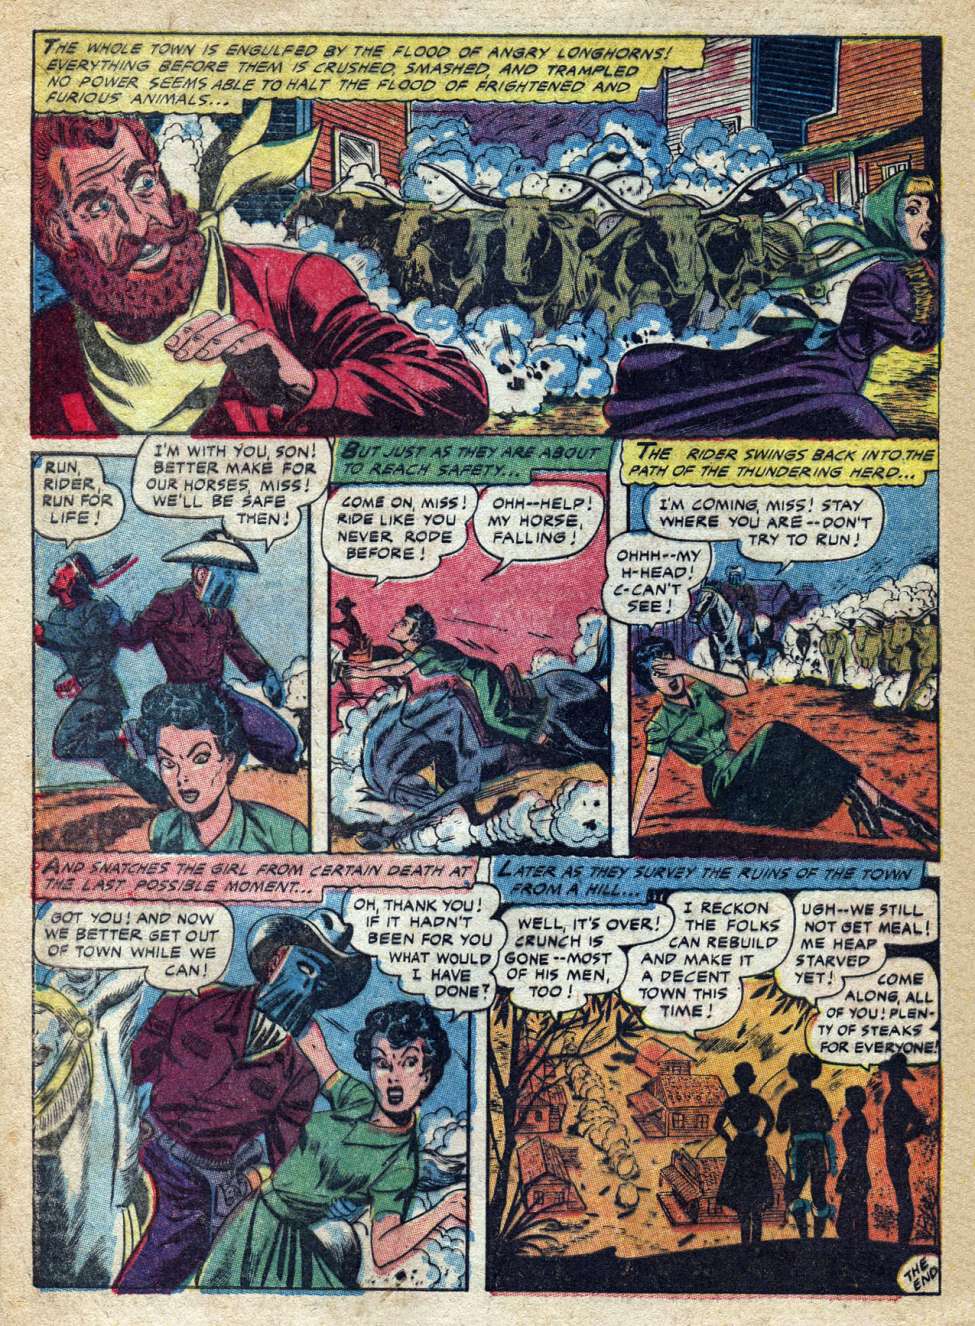 THE WHOLE TOWN IS ENGULFED BY THE FLOOD OF ANGRY LONGHORNS!
EVERYTHING BEFORE THEM IS CRUSHED, SMASHED, AND TRAMPLED
NO POWER SEEMS ABLE TO HALT THE FLOOD OF FRIGHTENED AND
FURIOUS ANIMALS...
RUN,
RIDER,
RUN FOR
LIFE!
I'M WITH YOU, SON!
BETTER MAKE FOR
OUR HORSES, MISS!
WE'LL BE SAFE
THEN!
BUT JUST AS THEY ARE ABOUT
TO REACH SAFETY...
COME ON, MISS!
RIDE LIKE YOU
NEVER RODE
BEFORE!
OHH--HELP!
MY HORSE,
FALLING!
THE RIDER SWINGS BACK INTO THE
PATH OF THE THUNDERING HERD...
I'M COMING, MISS! STAY
WHERE YOU ARE--DON'T
TRY TO RUN!
OHHH--MY
H-HEAD!
C-CAN'T
SEE!
AND SNATCHES THE GIRL FROM CERTAIN DEATH AT
THE LAST POSSIBLE MOMENT...
GOT YOU! AND NOW
WE BETTER GET OUT
OF TOWN WHILE WE
CAN!
OH, THANK YOU!
IF IT HADN'T
BEEN FOR YOU
WHAT WOULD
I HAVE
DONE?
LATER AS THEY SURVEY THE RUINS OF THE TOWN
FROM A HILL...
WELL, IT'S OVER!
CRUNCH IS
GONE--MOST
OF HIS MEN,
TOO!
I RECKON
THE FOLKS
CAN REBUILD
AND MAKE IT
A DECENT
TOWN THIS
TIME!
UGH--WE STILL
NOT GET MEAL!
ME HEAP
STARVED
YET!
COME
ALONG, ALL
OF YOU! PLEN-
TY OF STEAKS
FOR EVERYONE!
THE
END